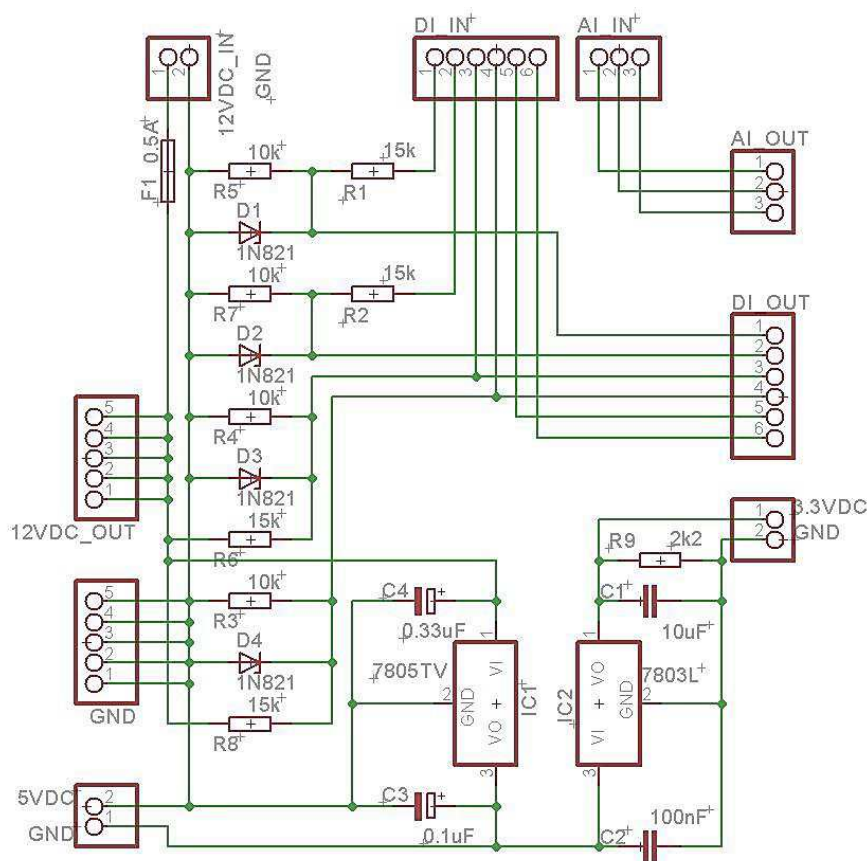 DI_IN
AI_IN
1
2
12VDC_IN
GND
1
2
3
4
5
6
1
2
3
F1
0.5A
10k
15k
R5
R1
AI_OUT
1
2
3
D1
1N821
10k
15k
R7
R2
DI_OUT
1
2
3
4
5
6
D2
1N821
10k
R4
5
4
3
2
1
12VDC_OUT
D3
1N821
15k
R6
1
2
3.3VDC
GND
R9
2k2
5
4
3
2
1
GND
10k
R3
C4
0.33uF
C1
10uF
D4
1N821
15k
R8
7805TV
1
2
3
GND
VI
VO
IC1
IC2
1
2
3
VO
VI
GND
7803L
5VDC
GND
2
1
C3
0.1uF
100nF
C2